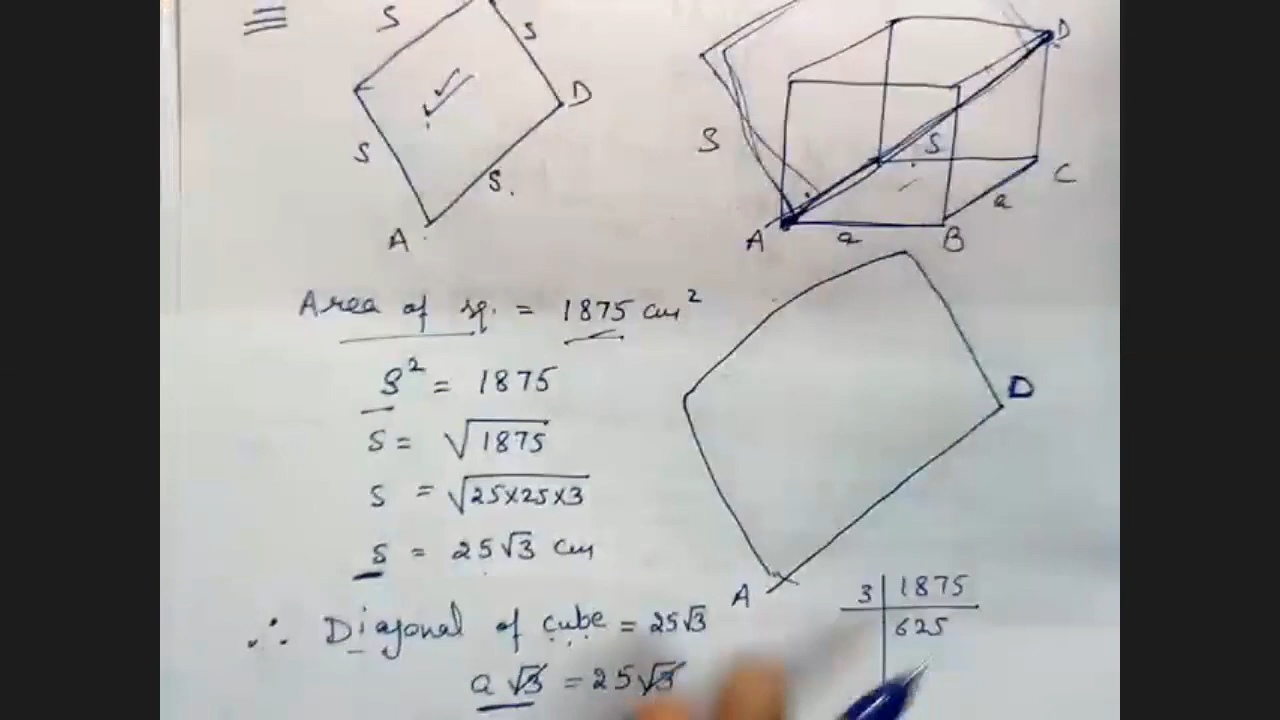 S
S
D
S
S.
A
D
S
S
C
a
A
a
B
Area of sq. = 1875 cm²
S² = 1875
S = √1875
S = √25×25×3
S = 25√3 cm
D
A
3 | 1875
625
∴ Diagonal of cube = 25√3
a√3 = 25√3